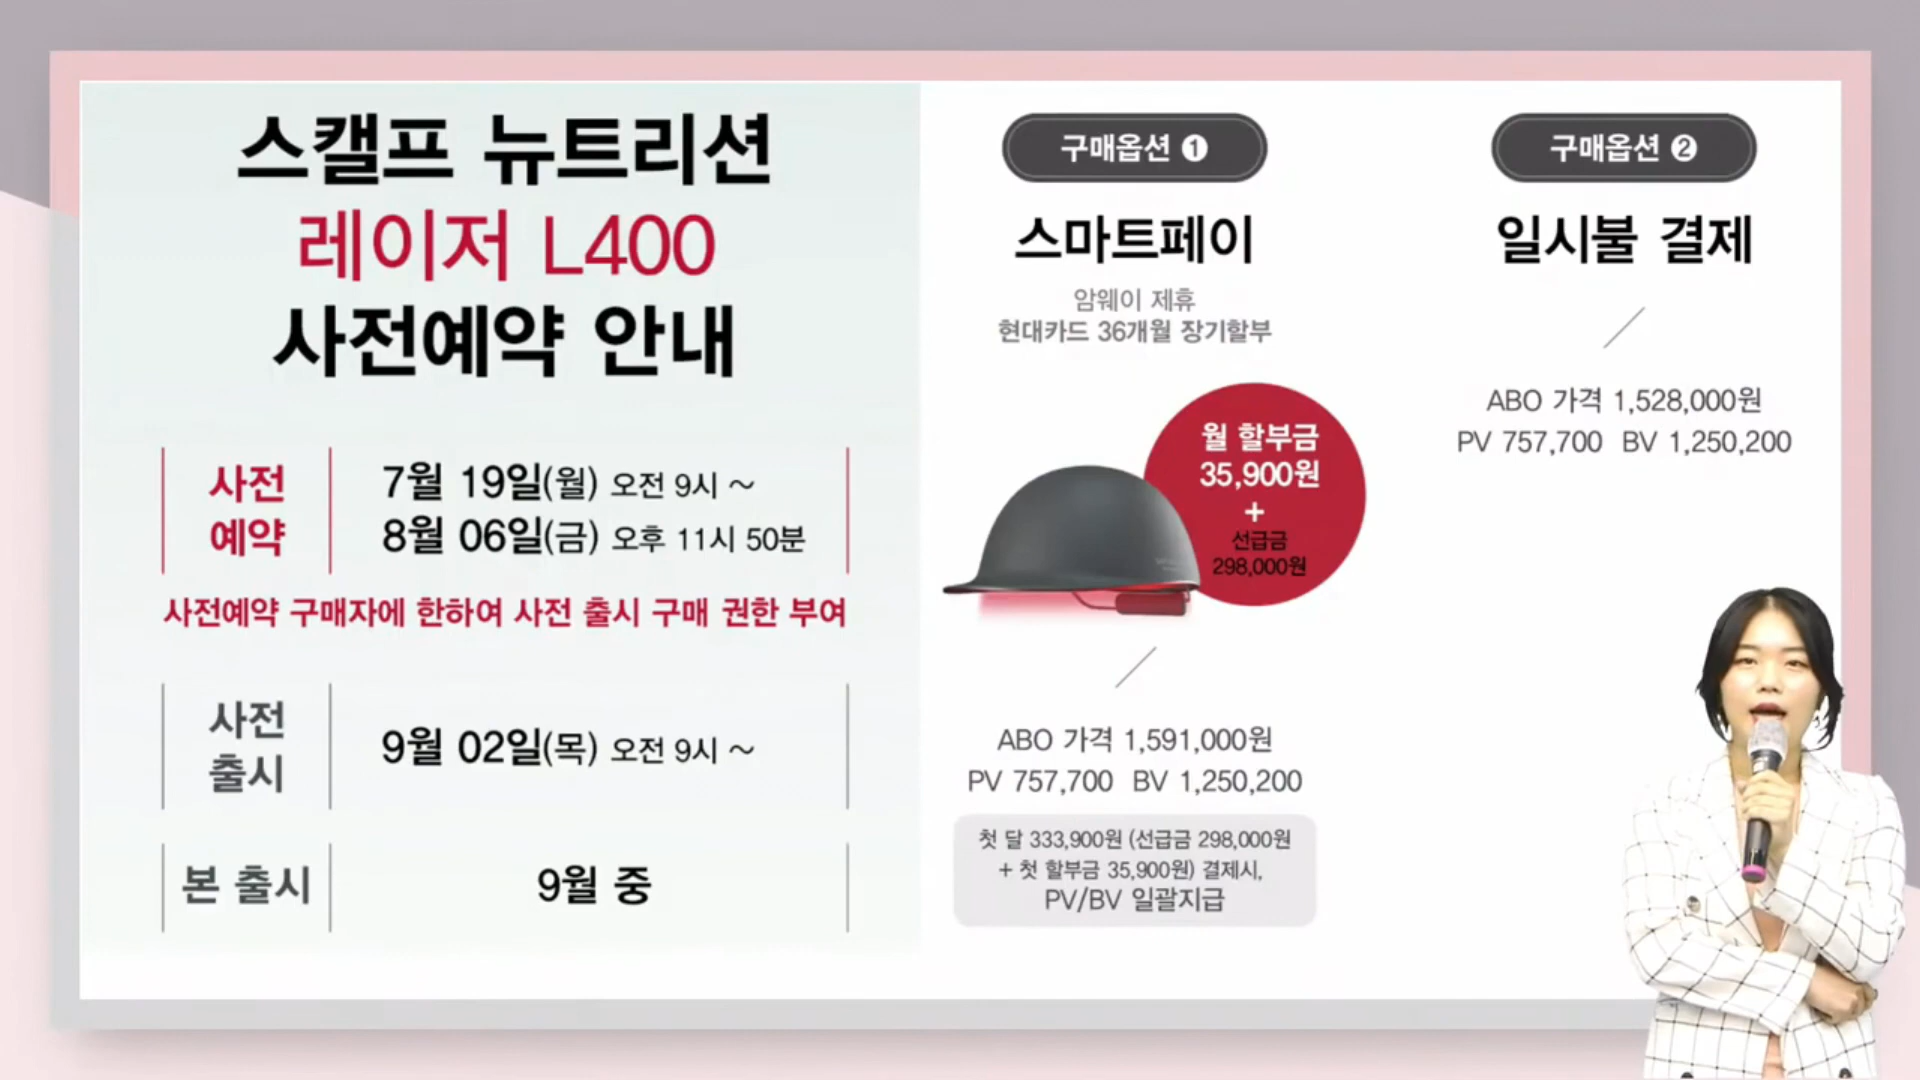 스캘프 뉴트리션
레이저 L400
사전예약 안내
사전
예약
7월 19일(월) 오전 9시 ~
8월 06일(금) 오후 11시 50분
사전예약 구매자에 한하여 사전 출시 구매 권한 부여
사전
출시
9월 02일(목) 오전 9시 ~
본 출시
9월 중
구매옵션 ❶
스마트페이
암웨이 제휴
현대카드 36개월 장기할부
월 할부금
35,900원
+
선급금
298,000원
ABO 가격 1,591,000원
PV 757,700 BV 1,250,200
첫 달 333,900원 (선급금 298,000원
+ 첫 할부금 35,900원) 결제시,
PV/BV 일괄지급
구매옵션 ❷
일시불 결제
ABO 가격 1,528,000원
PV 757,700 BV 1,250,200